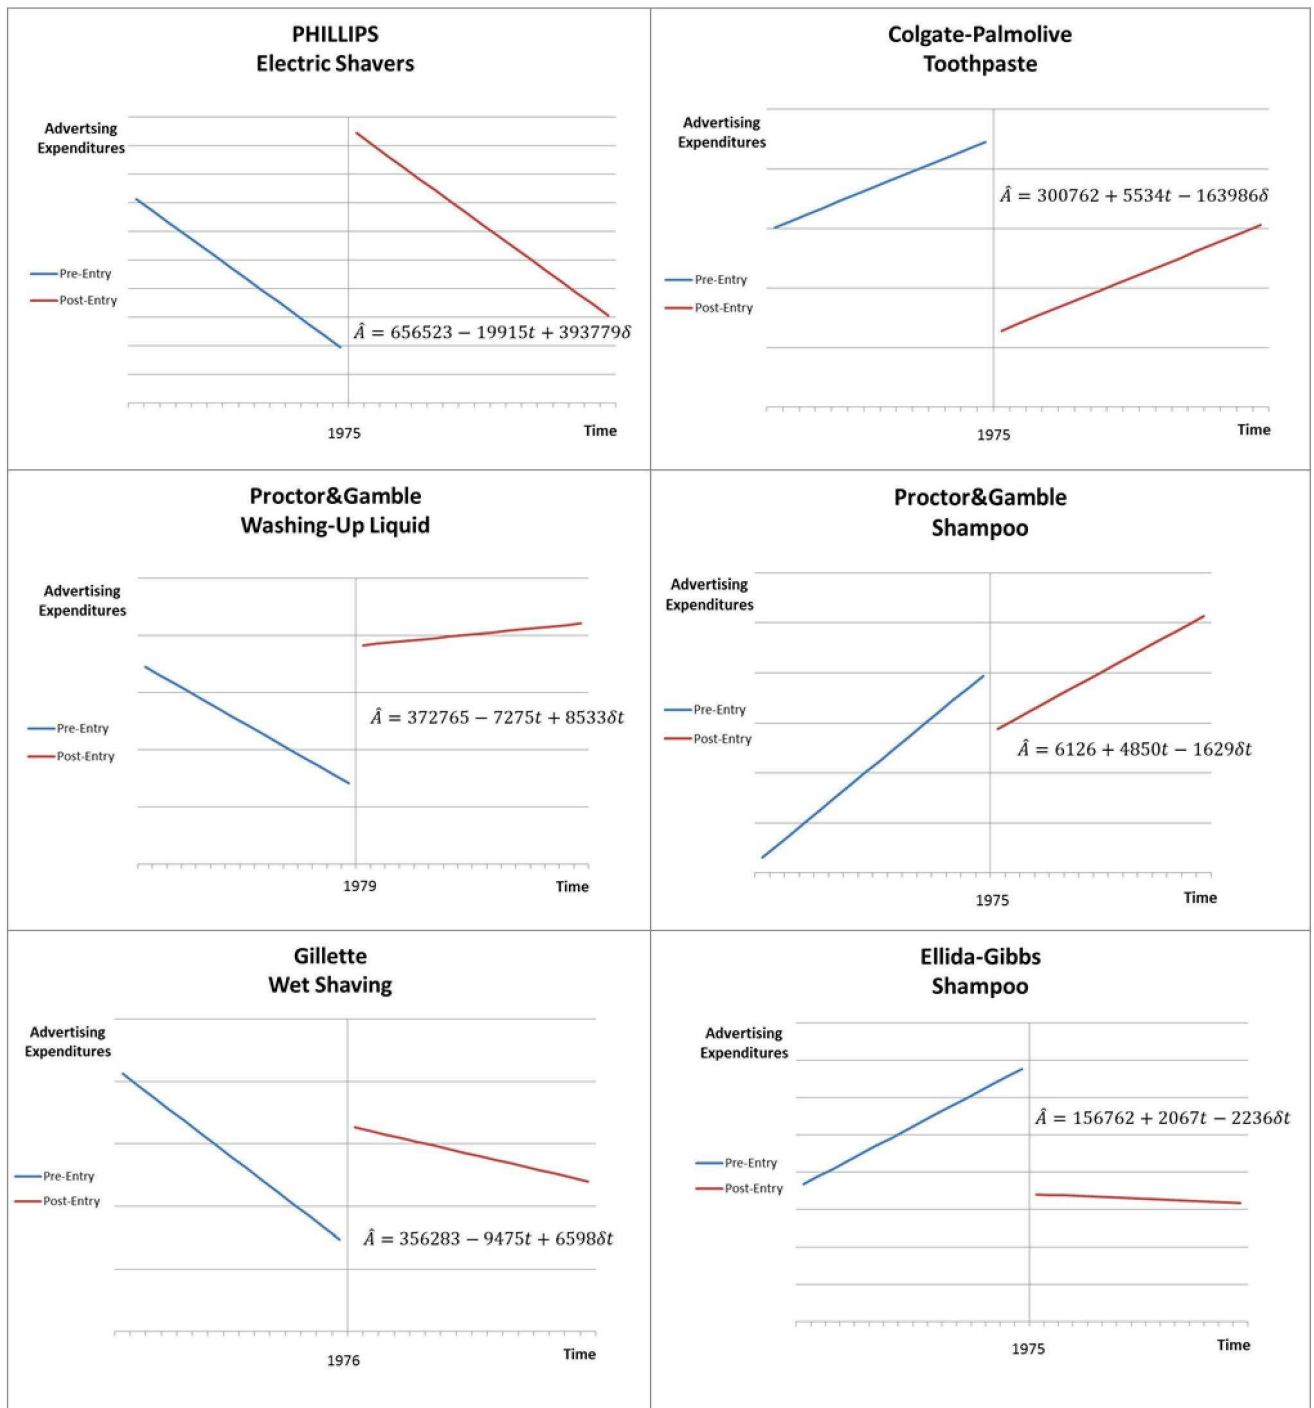 PHILLIPS
Electric Shavers
Advertsing
Expenditures
Pre-Entry
Post-Entry
Â = 656523 − 19915t + 393779δ
1975
Time
Colgate-Palmolive
Toothpaste
Advertising
Expenditures
Â = 300762 + 5534t − 163986δ
Pre-Entry
Post-Entry
1975
Time
Proctor&Gamble
Washing-Up Liquid
Advertising
Expenditures
Â = 372765 − 7275t + 8533δt
Pre-Entry
Post-Entry
1979
Time
Proctor&Gamble
Shampoo
Advertising
Expenditures
Pre-Entry
Post-Entry
Â = 6126 + 4850t − 1629δt
1975
Time
Gillette
Wet Shaving
Advertising
Expenditures
Pre-Entry
Post-Entry
Â = 356283 − 9475t + 6598δt
1976
Time
Ellida-Gibbs
Shampoo
Advertising
Expenditures
Â = 156762 + 2067t − 2236δt
Pre-Entry
Post-Entry
1975
Time